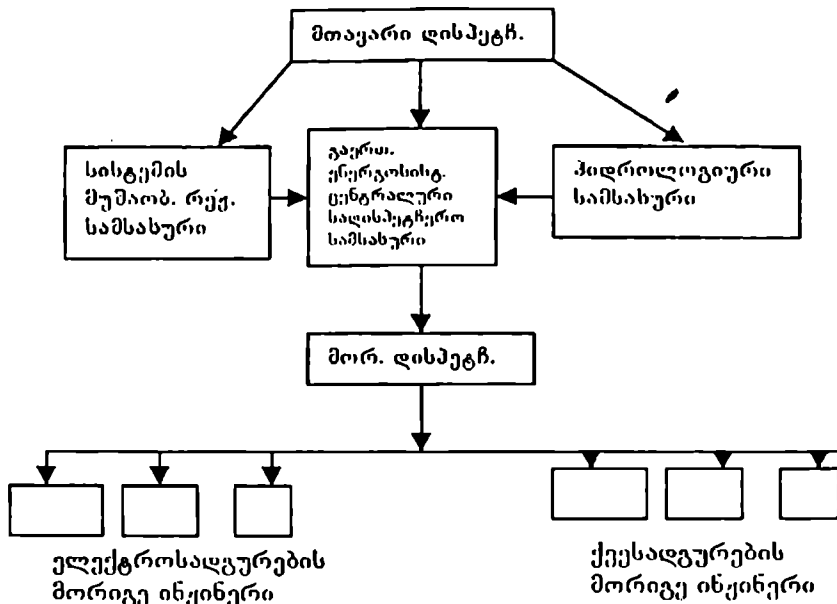 მთავარი დისპეტჩ.
სისტემის
მუშაობ. რეჟ.
სამსახური
გაერთ.
ენერგოსისტ.
ცენტრალური
სადისპეტჩერო
სამსახური
ჰიდროლოგიური
სამსახური
მორ. დისპეტჩ.
ელექტროსადგურების
მორიგე ინჟინერი
ქვესადგურების
მორიგე ინჟინერი